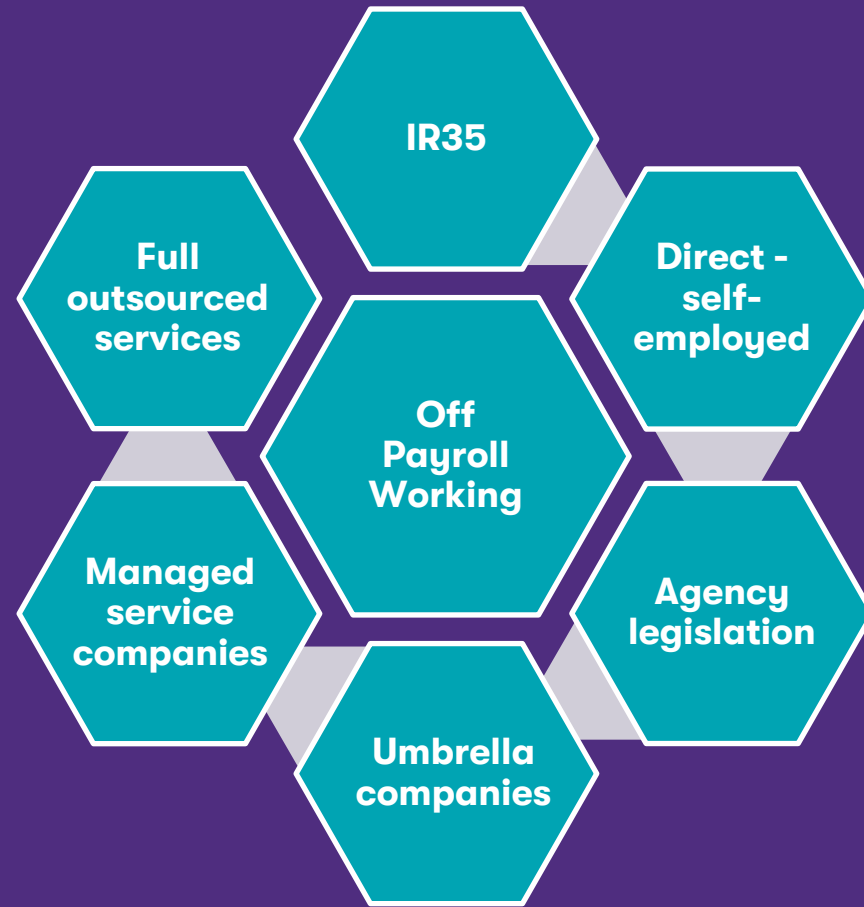 IR35
Direct -
self-
employed
Agency
legislation
Umbrella
companies
Managed
service
companies
Full
outsourced
services
Off
Payroll
Working